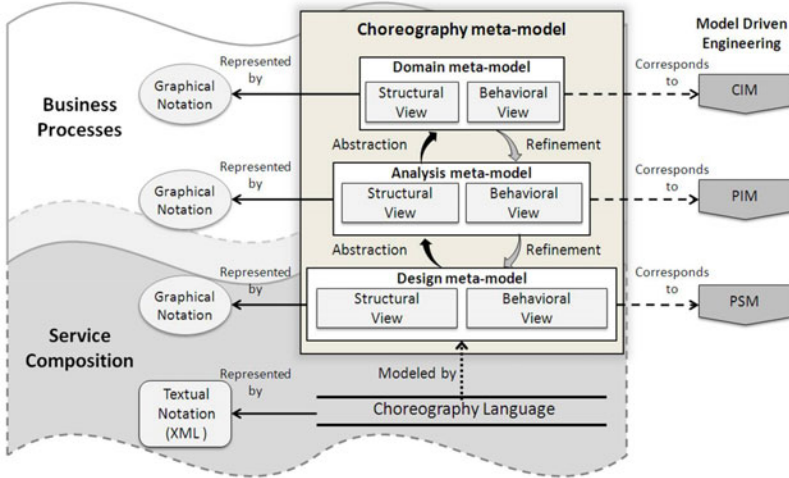 Choreography meta-model
Model Driven
Engineering
Business
Processes
Represented
by
Graphical
Notation
Domain meta-model
Structural
View
Behavioral
View
Corresponds
to
CIM
Abstraction
Refinement
Represented
by
Graphical
Notation
Analysis meta-model
Structural
View
Behavioral
View
Corresponds
to
PIM
Abstraction
Refinement
Service
Composition
Represented
by
Graphical
Notation
Design meta-model
Structural
View
Behavioral
View
Corresponds
to
PSM
Modeled by
Represented
by
Textual
Notation
(XML )
Choreography Language